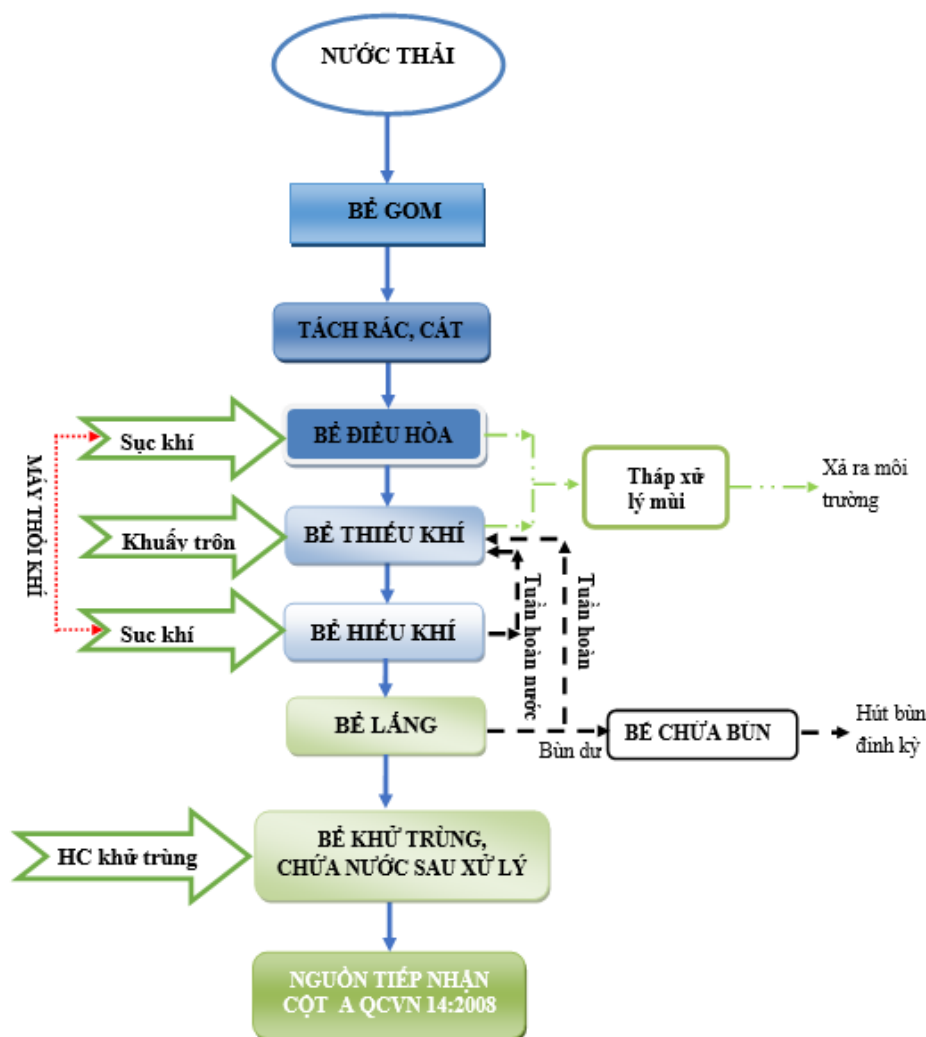 NƯỚC THẢI
BỂ GOM
TÁCH RÁC, CÁT
MÁY THỔI KHÍ
Sục khí
BỂ ĐIỀU HÒA
Tháp xử
lý mùi
Xả ra môi
trường
Khuấy trộn
BỂ THIẾU KHÍ
Suc khí
BỂ HIẾU KHÍ
Tuần hoàn nước
Tuần hoàn
BỂ LẮNG
Bùn dư
BỂ CHỨA BÙN
Hút bùn
đinh kỳ
HC khử trùng
BỂ KHỬ TRÙNG,
CHỨA NƯỚC SAU XỬ LÝ
NGUỒN TIẾP NHẬN
CỘT A QCVN 14:2008